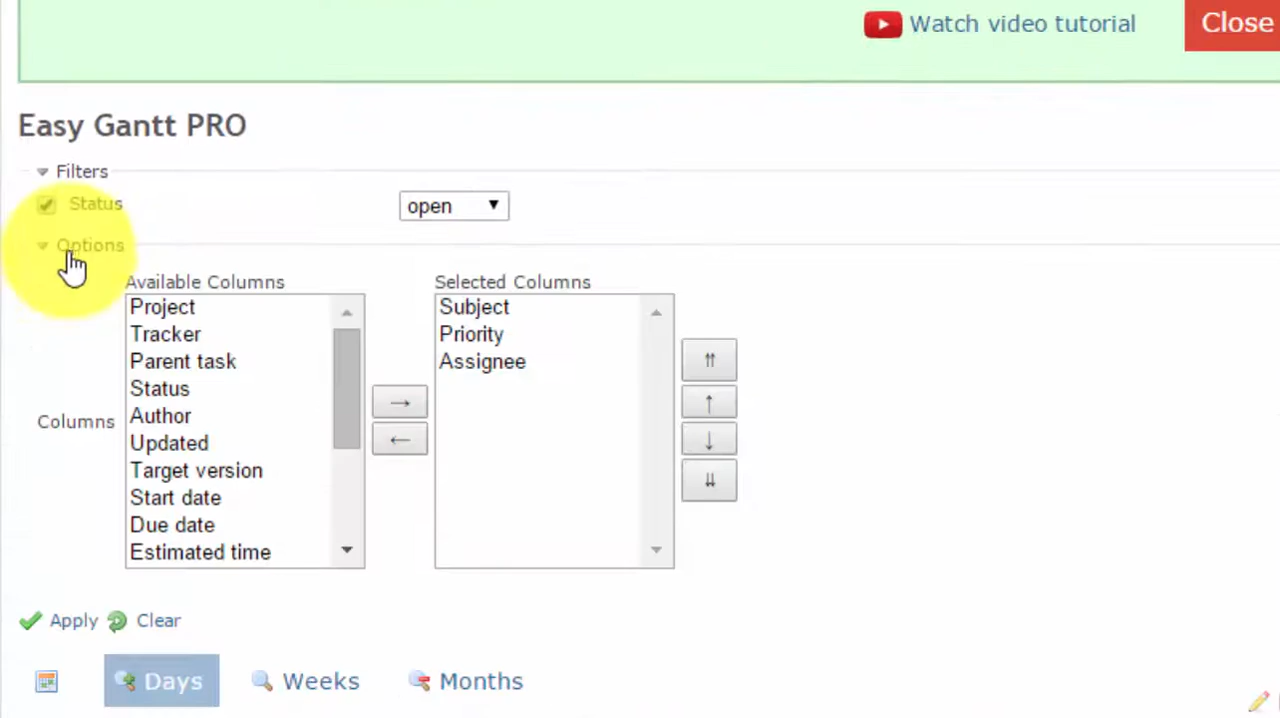 Watch video tutorial
Close
Easy Gantt PRO
Filters
Status
open
Options
Available Columns
Selected Columns
Project
Tracker
Parent task
Status
Author
Updated
Target version
Start date
Due date
Estimated time
Subject
Priority
Assignee
Columns
Apply
Clear
Days
Weeks
Months